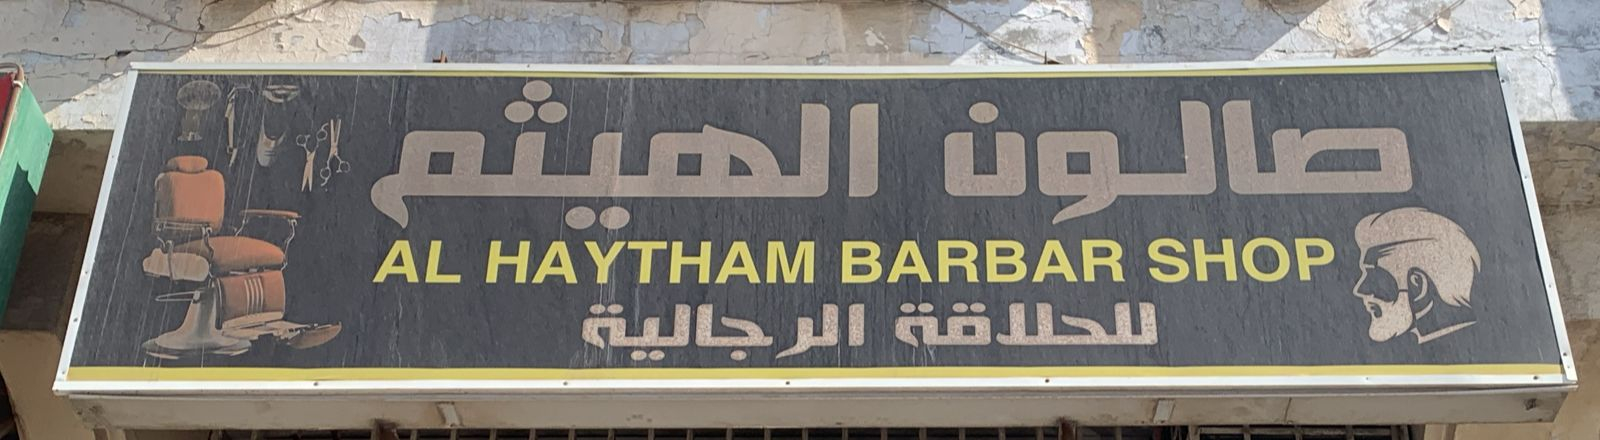 صالون الهيثم
AL HAYTHAM BARBAR SHOP
للحلاقة الرجالية